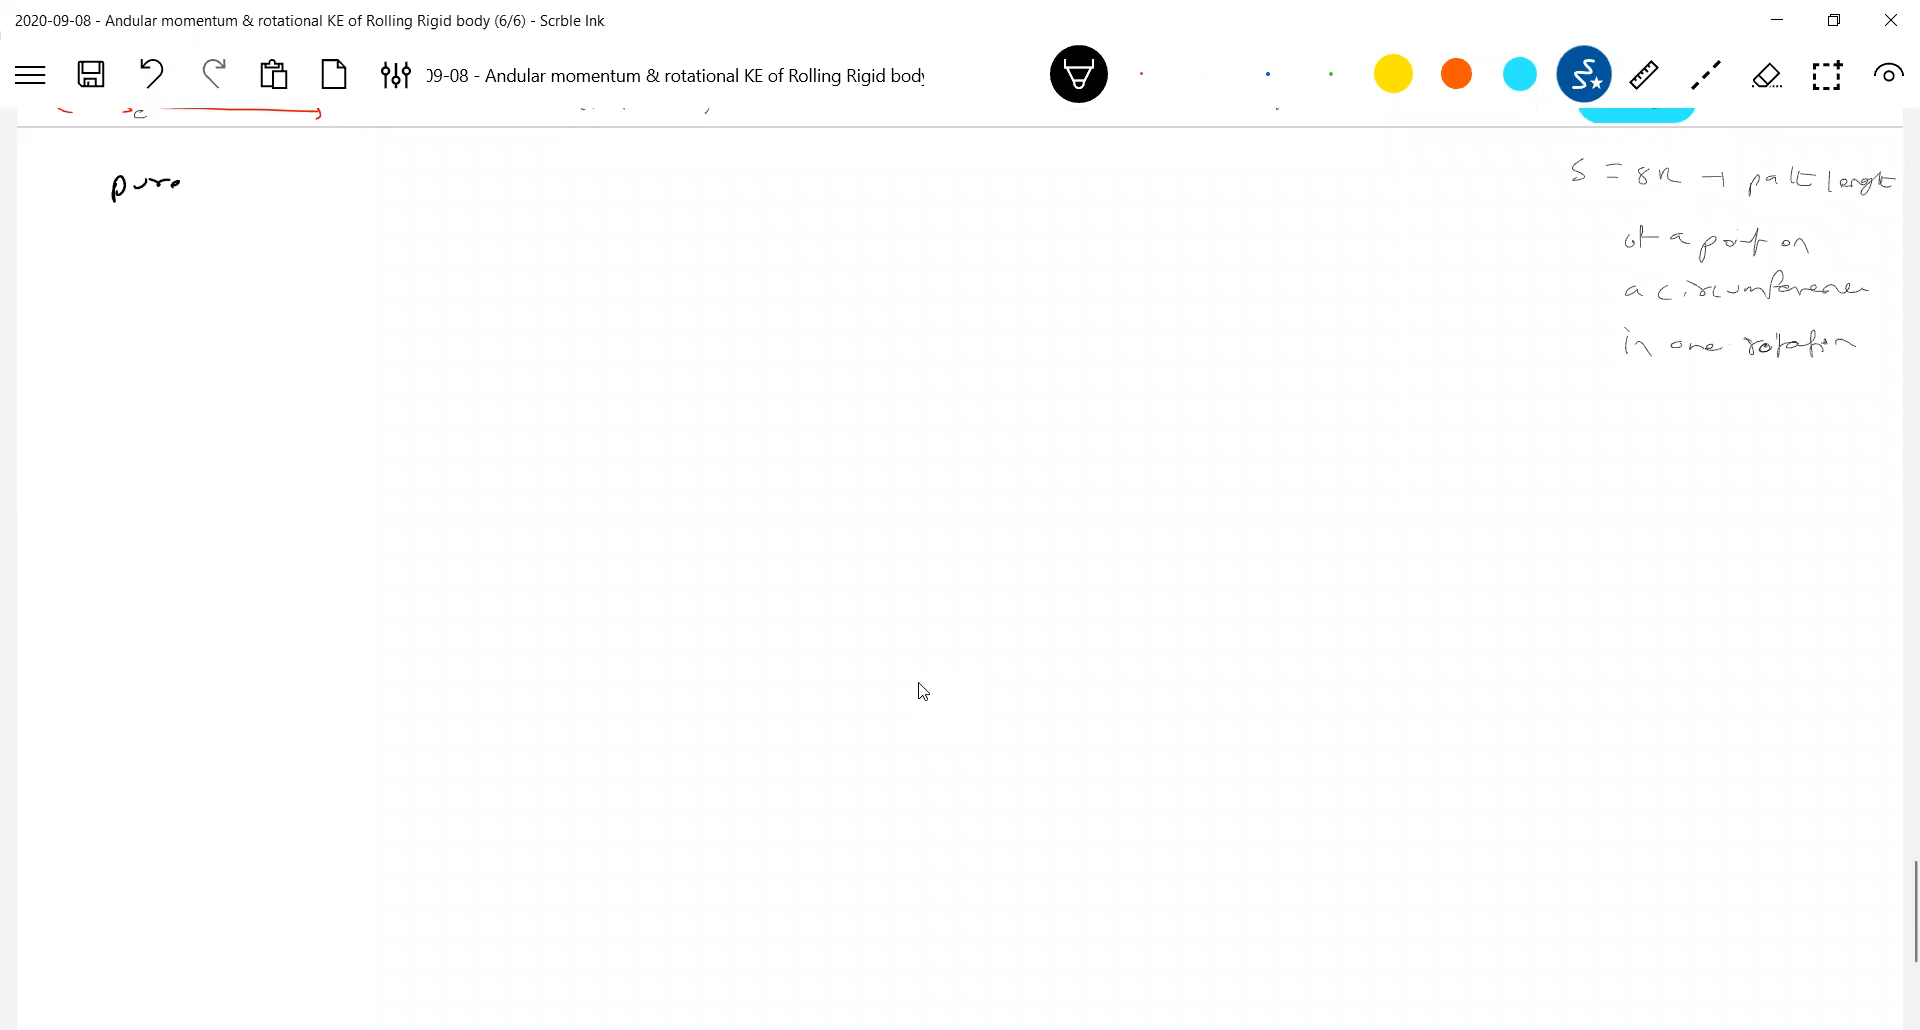 2020-09-08 - Andular momentum & rotational KE of Rolling Rigid body (6/6) - Scrble Ink
09-08 - Andular momentum & rotational KE of Rolling Rigid body
pure
S = 8R → path length
of a point on
a circumference
in one rotation